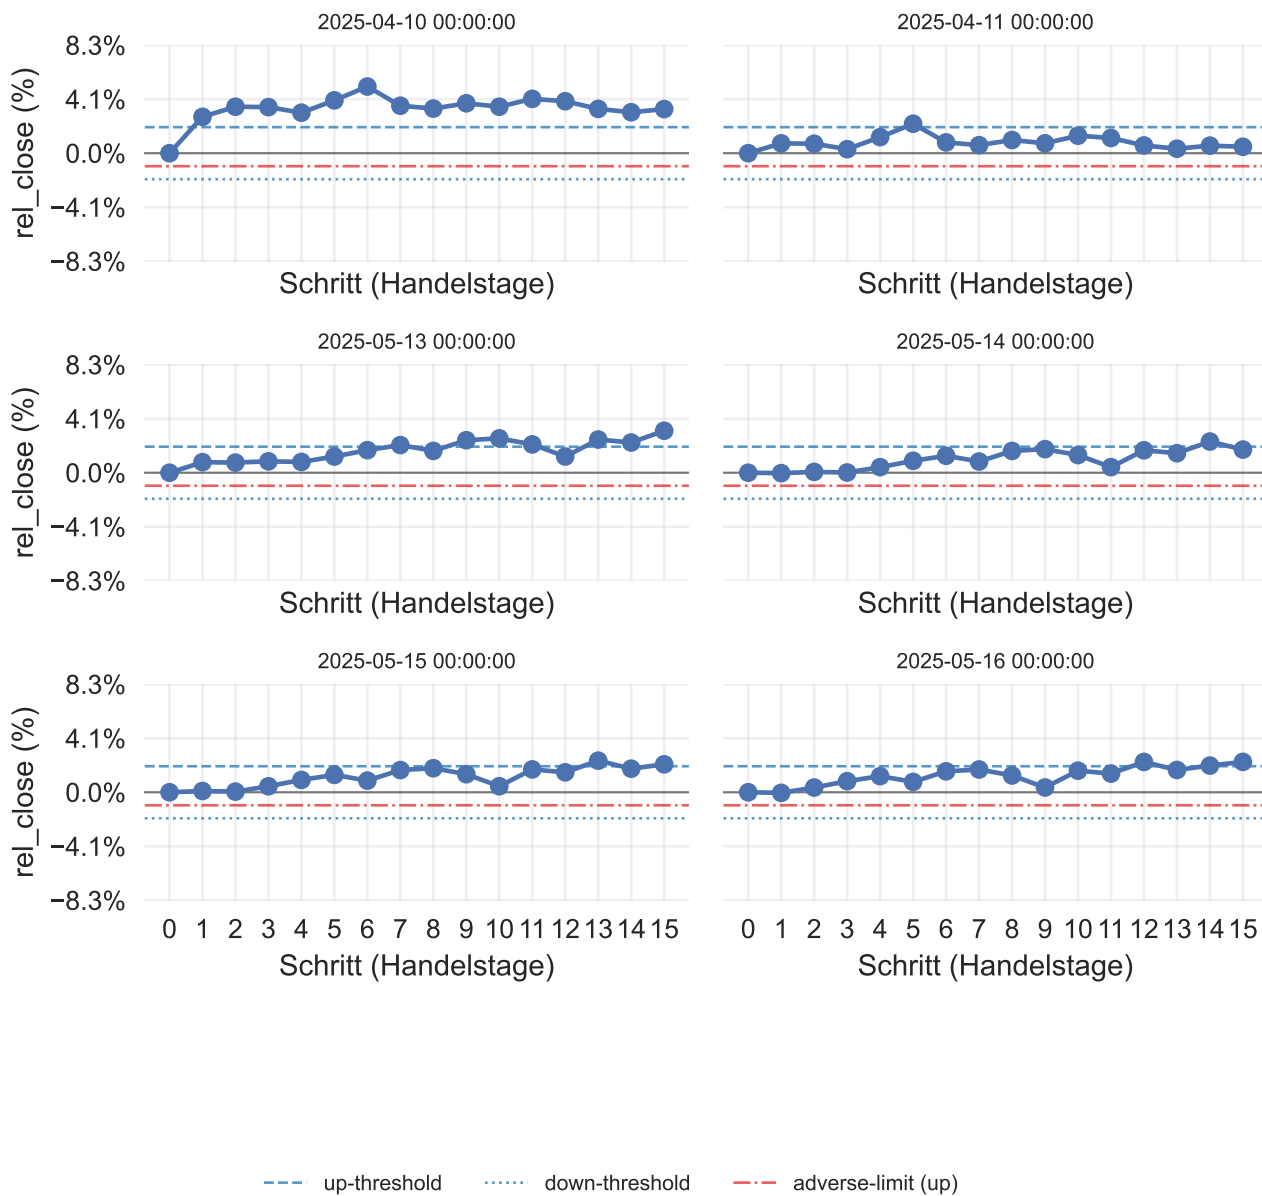 2025-04-10 00:00:00
2025-04-11 00:00:00
8.3%
4.1%
0.0%
−4.1%
−8.3%
rel_close (%)
Schritt (Handelstage)
Schritt (Handelstage)
2025-05-13 00:00:00
2025-05-14 00:00:00
8.3%
4.1%
0.0%
−4.1%
−8.3%
rel_close (%)
Schritt (Handelstage)
Schritt (Handelstage)
2025-05-15 00:00:00
2025-05-16 00:00:00
8.3%
4.1%
0.0%
−4.1%
−8.3%
rel_close (%)
0 1 2 3 4 5 6 7 8 9 10 11 12 13 14 15
0 1 2 3 4 5 6 7 8 9 10 11 12 13 14 15
Schritt (Handelstage)
Schritt (Handelstage)
up-threshold
down-threshold
adverse-limit (up)